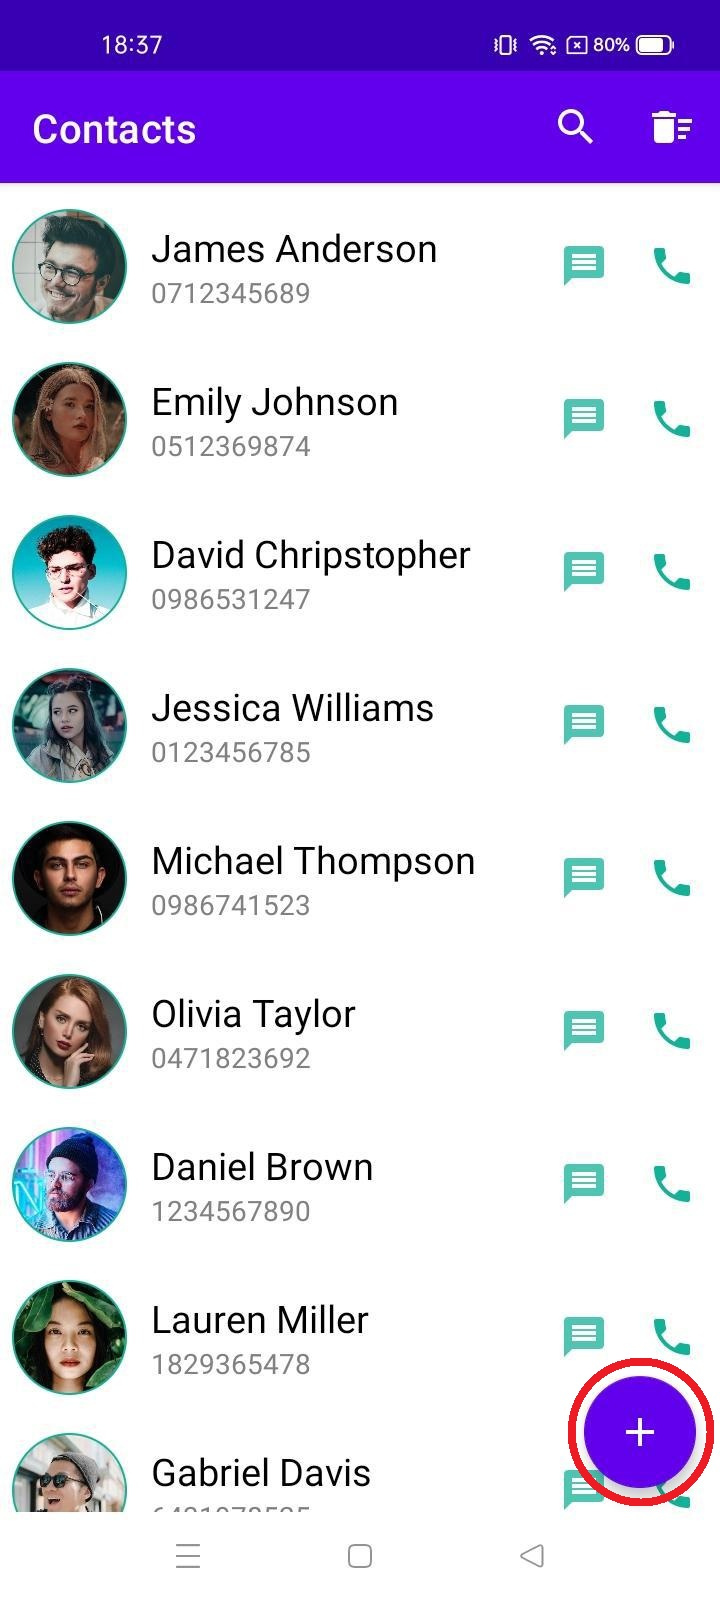 18:37
80%
Contacts
James Anderson
0712345689
Emily Johnson
0512369874
David Chripstopher
0986531247
Jessica Williams
0123456785
Michael Thompson
0986741523
Olivia Taylor
0471823692
Daniel Brown
1234567890
Lauren Miller
1829365478
Gabriel Davis